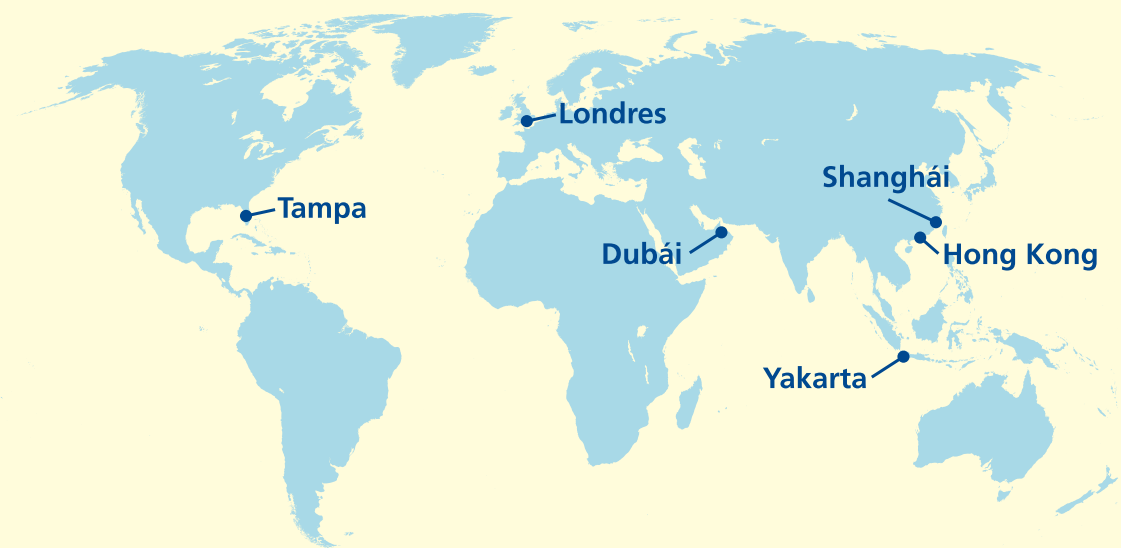 Londres
Shanghái
Tampa
Dubái
Hong Kong
Yakarta